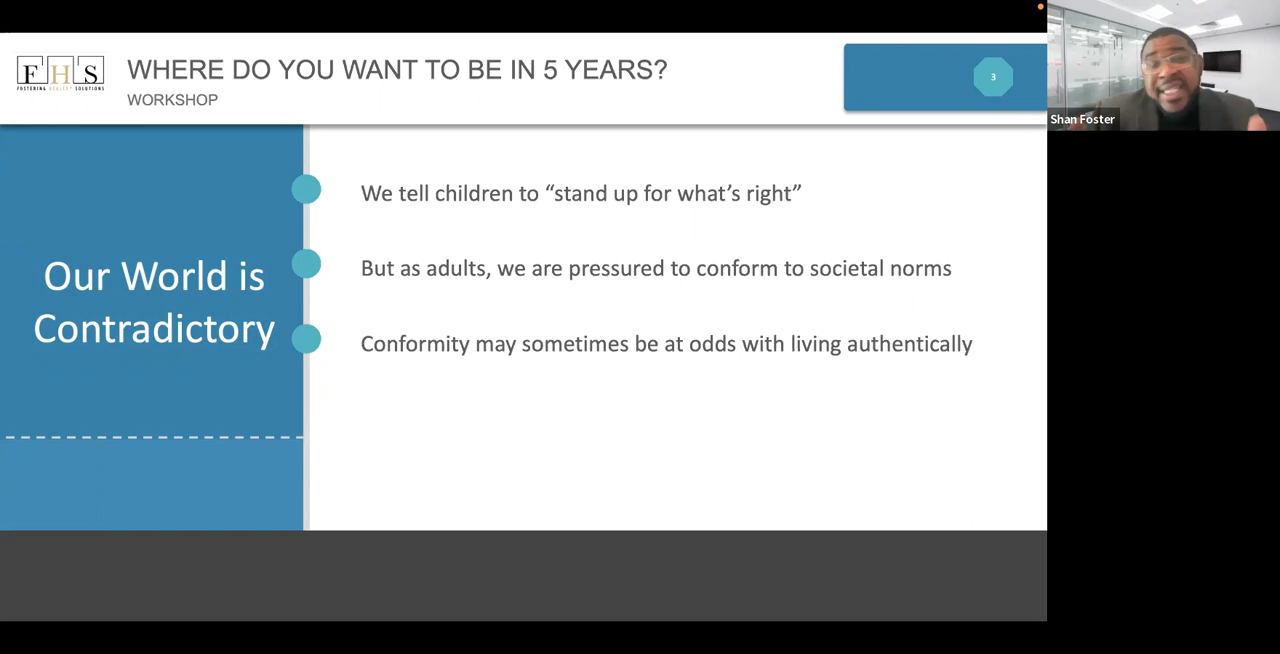 FHS
FOSTERING HEALTHY SOLUTIONS
WHERE DO YOU WANT TO BE IN 5 YEARS?
WORKSHOP
3
Shan Foster
Our World is
Contradictory
We tell children to “stand up for what’s right”
But as adults, we are pressured to conform to societal norms
Conformity may sometimes be at odds with living authentically